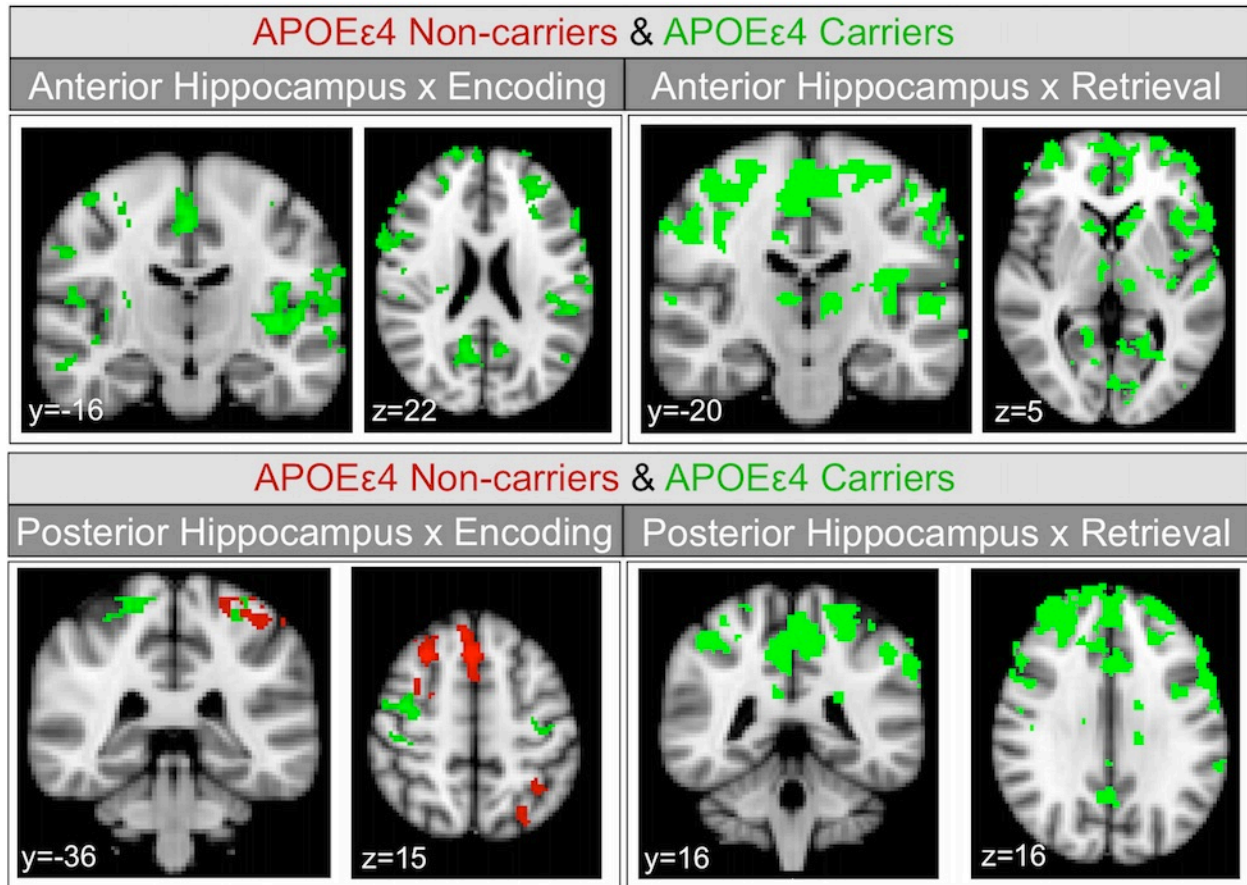 APOEε4 Non-carriers & APOEε4 Carriers
Anterior Hippocampus x Encoding
Anterior Hippocampus x Retrieval
y=-16
z=22
y=-20
z=5
APOEε4 Non-carriers & APOEε4 Carriers
Posterior Hippocampus x Encoding
Posterior Hippocampus x Retrieval
y=-36
z=15
y=16
z=16